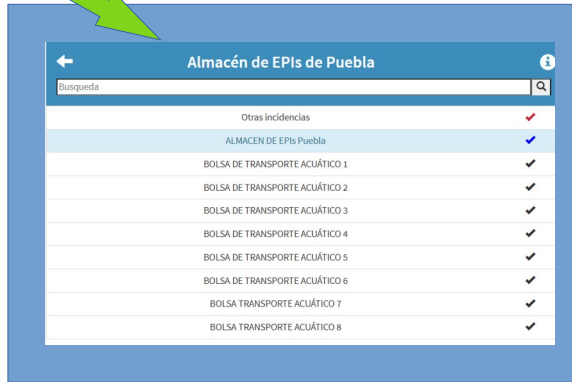 Almacén de EPIs de Puebla
Busqueda
Otras incidencias
ALMACEN DE EPIs Puebla
BOLSA DE TRANSPORTE ACUÁTICO 1
BOLSA DE TRANSPORTE ACUÁTICO 2
BOLSA DE TRANSPORTE ACUÁTICO 3
BOLSA DE TRANSPORTE ACUÁTICO 4
BOLSA DE TRANSPORTE ACUÁTICO 5
BOLSA DE TRANSPORTE ACUÁTICO 6
BOLSA TRANSPORTE ACUÁTICO 7
BOLSA TRANSPORTE ACUÁTICO 8